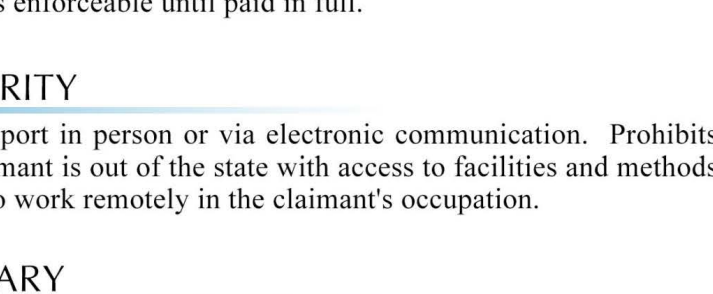 s enforceable until paid in full.
RITY
port in person or via electronic communication. Prohibits
mant is out of the state with access to facilities and methods
o work remotely in the claimant's occupation.
ARY